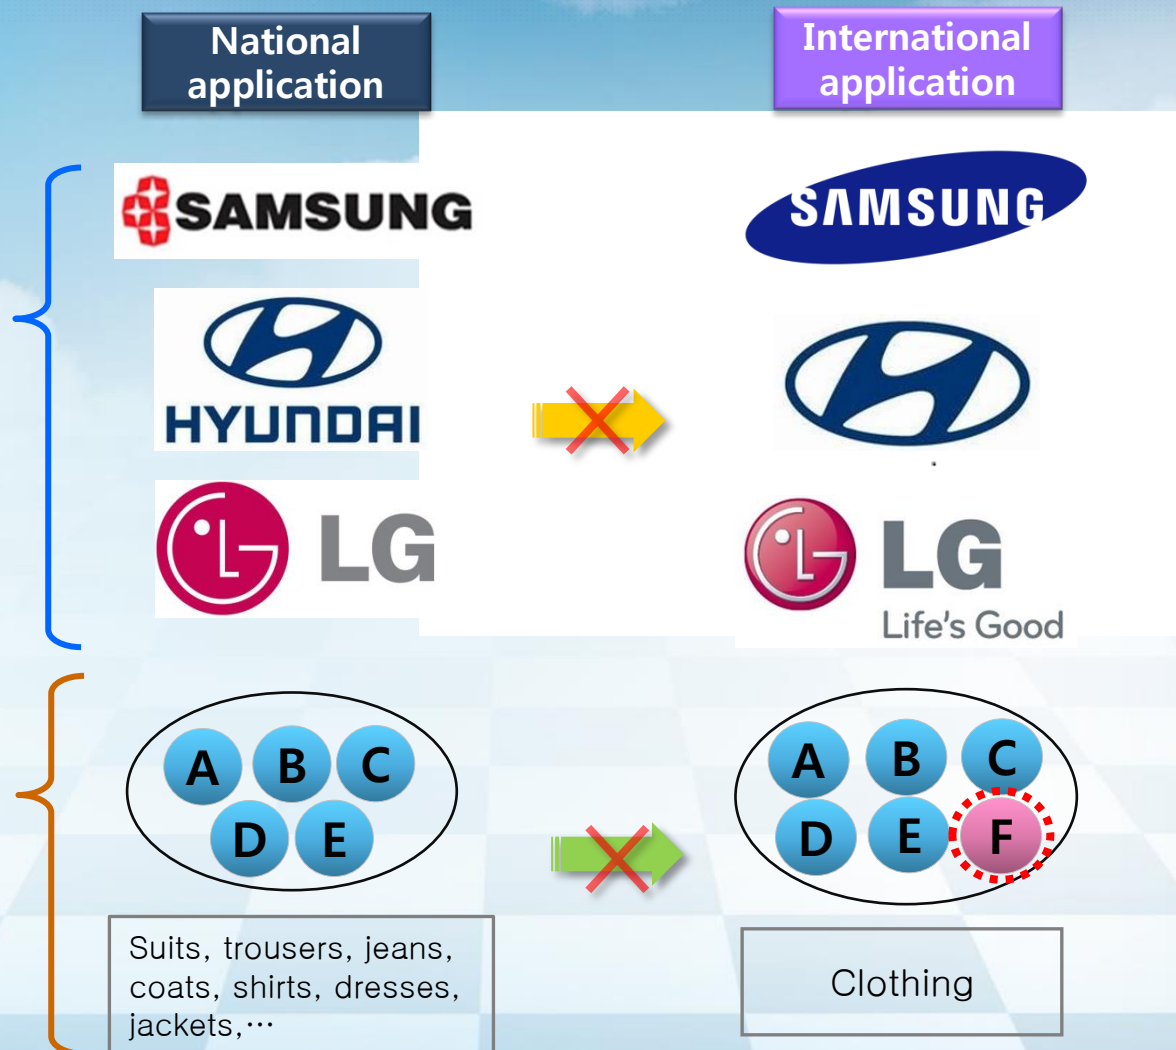 National
application
International
application
SAMSUNG
SAMSUNG
HYUNDAI
LG
LG
Life's Good
A B C
D E
A B C
D E F
Suits, trousers, jeans,
coats, shirts, dresses,
jackets,⋯
Clothing